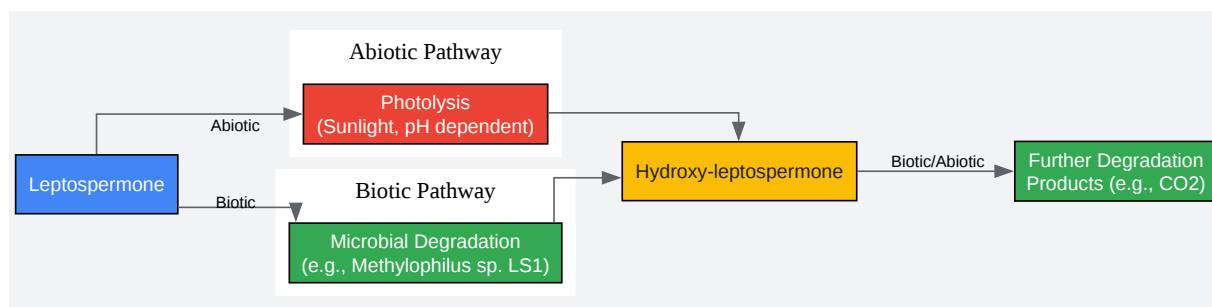 Abiotic Pathway
Photolysis
(Sunlight, pH dependent)
Abiotic
Leptospermone
Biotic
Biotic Pathway
Microbial Degradation
(e.g., Methylophilus sp. LS1)
Hydroxy-leptospermone
Biotic/Abiotic
Further Degradation
Products (e.g., CO2)